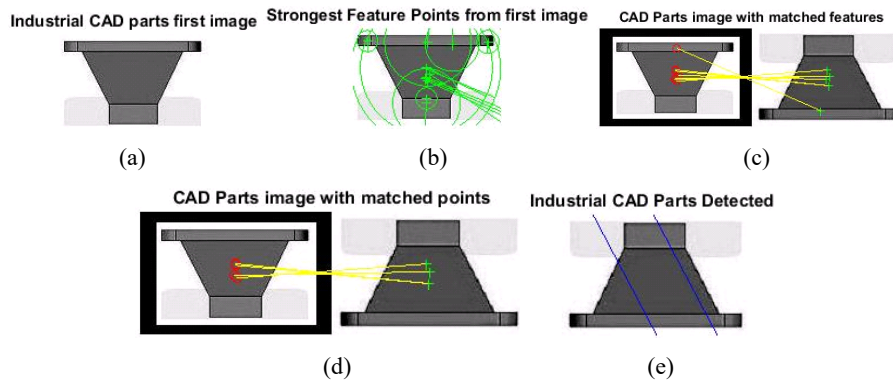 Industrial CAD parts first image
Strongest Feature Points from first image
CAD Parts image with matched features
(a)
(b)
(c)
CAD Parts image with matched points
Industrial CAD Parts Detected
(d)
(e)